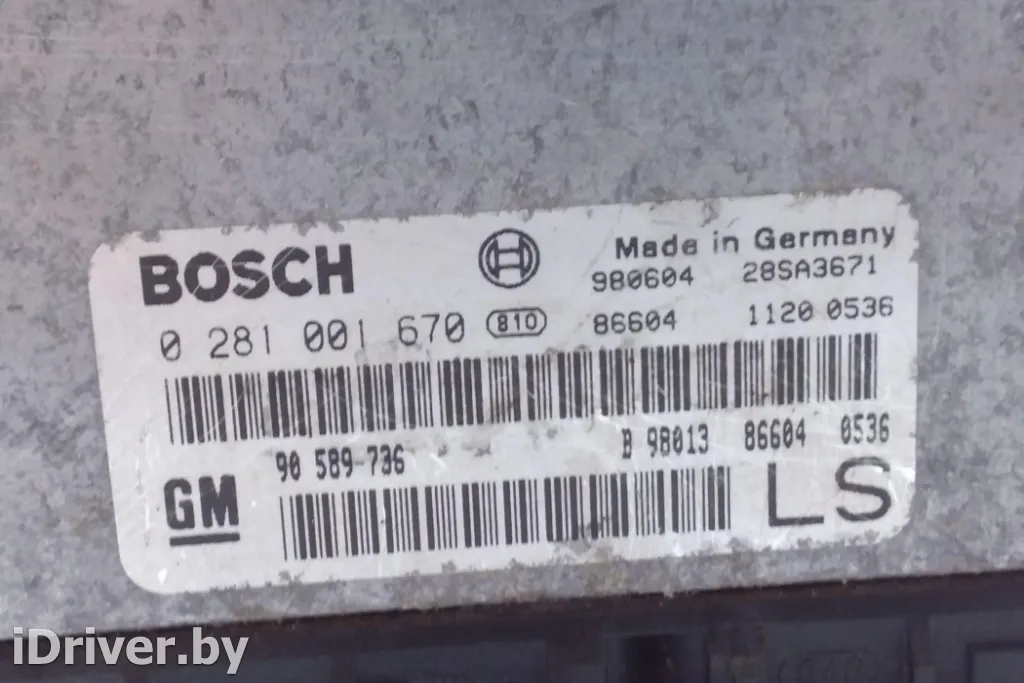 BOSCH Made in Germany
980604 28SA3671
0 281 001 670 810 86604 1120 0536
90 589-736 B 98013 86604 0536
GM LS
iDriver.by